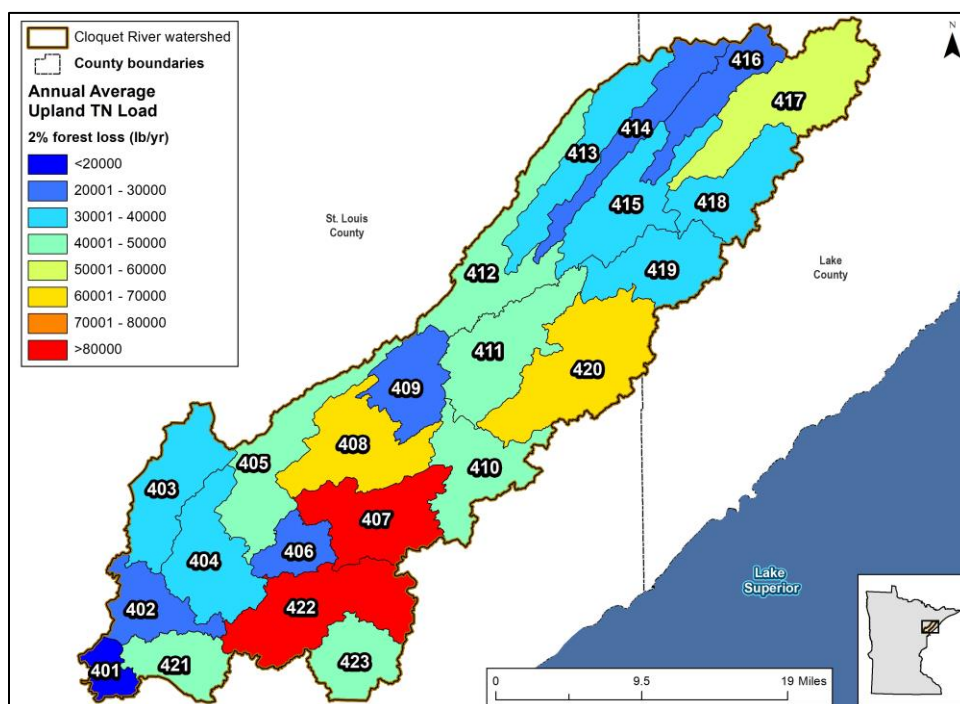 Cloquet River watershed
County boundaries
Annual Average
Upland TN Load
2% forest loss (lb/yr)
<20000
20001 - 30000
30001 - 40000
40001 - 50000
50001 - 60000
60001 - 70000
70001 - 80000
>80000
N
416
417
414
413
415
418
St. Louis
County
412
419
Lake
County
411
420
409
408
405
410
403
407
406
404
422
Lake
Superior
402
423
421
401
0
9.5
19 Miles